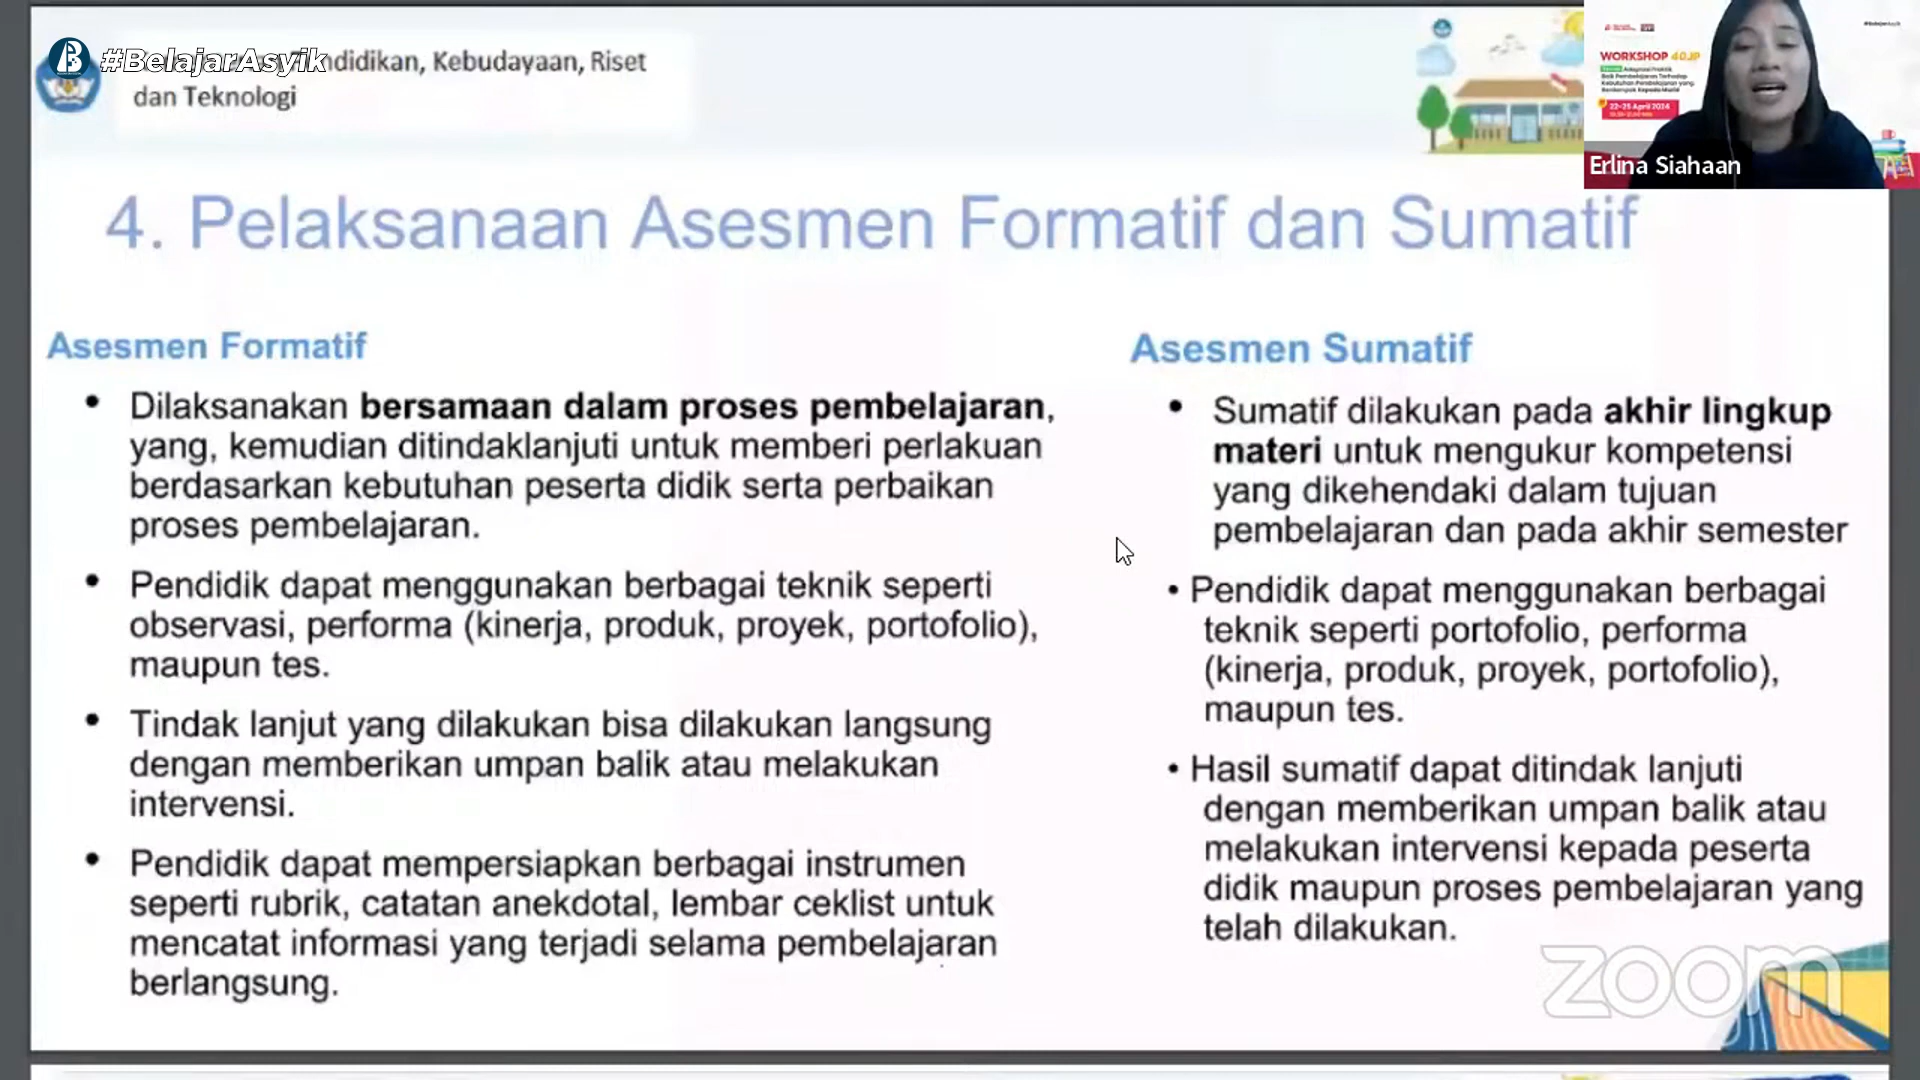 #BelajarAsyik
ndidikan, Kebudayaan, Riset
dan Teknologi
WORKSHOP 40JP
22-25 April 2024
Erlina Siahaan
4. Pelaksanaan Asesmen Formatif dan Sumatif
Asesmen Formatif
• Dilaksanakan bersamaan dalam proses pembelajaran,
yang, kemudian ditindaklanjuti untuk memberi perlakuan
berdasarkan kebutuhan peserta didik serta perbaikan
proses pembelajaran.
• Pendidik dapat menggunakan berbagai teknik seperti
observasi, performa (kinerja, produk, proyek, portofolio),
maupun tes.
• Tindak lanjut yang dilakukan bisa dilakukan langsung
dengan memberikan umpan balik atau melakukan
intervensi.
• Pendidik dapat mempersiapkan berbagai instrumen
seperti rubrik, catatan anekdotal, lembar ceklist untuk
mencatat informasi yang terjadi selama pembelajaran
berlangsung.
Asesmen Sumatif
• Sumatif dilakukan pada akhir lingkup
materi untuk mengukur kompetensi
yang dikehendaki dalam tujuan
pembelajaran dan pada akhir semester
• Pendidik dapat menggunakan berbagai
teknik seperti portofolio, performa
(kinerja, produk, proyek, portofolio),
maupun tes.
• Hasil sumatif dapat ditindak lanjuti
dengan memberikan umpan balik atau
melakukan intervensi kepada peserta
didik maupun proses pembelajaran yang
telah dilakukan.
zoom